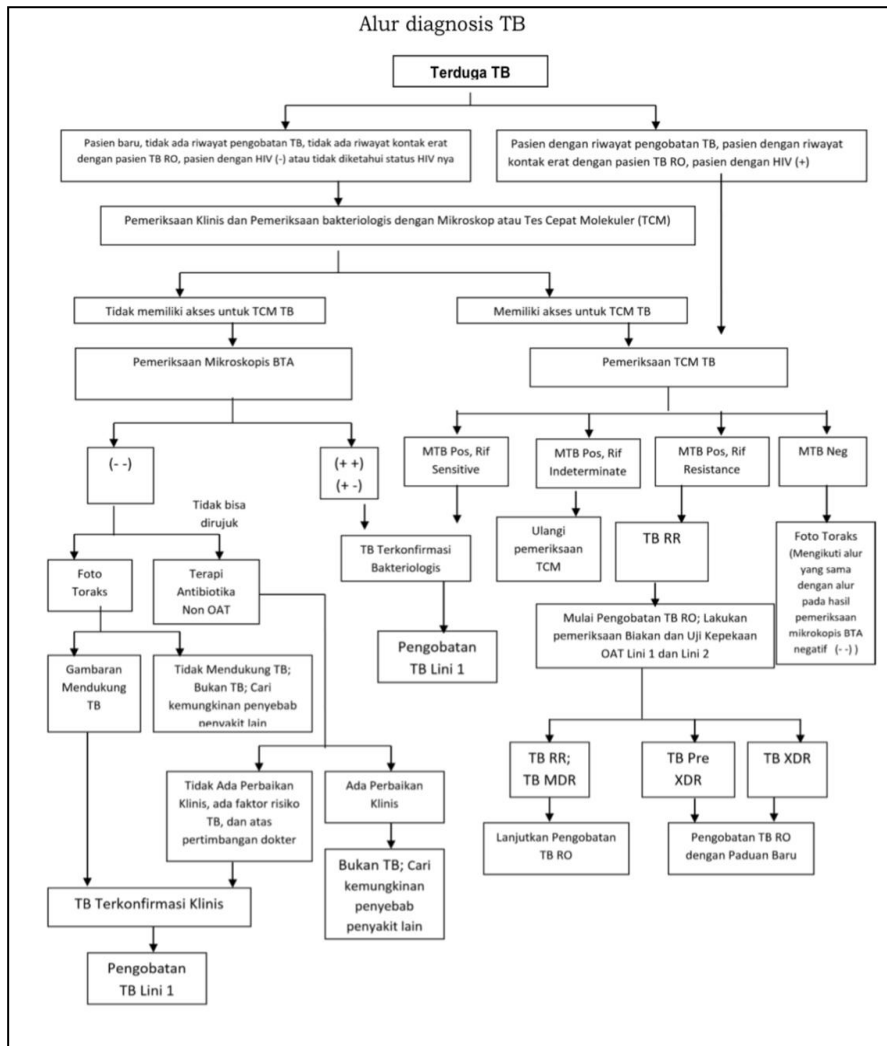 Alur diagnosis TB
Terduga TB
Pasien baru, tidak ada riwayat pengobatan TB, tidak ada riwayat kontak erat
dengan pasien TB RO, pasien dengan HIV (-) atau tidak diketahui status HIV nya
Pasien dengan riwayat pengobatan TB, pasien dengan riwayat
kontak erat dengan pasien TB RO, pasien dengan HIV (+)
Pemeriksaan Klinis dan Pemeriksaan bakteriologis dengan Mikroskop atau Tes Cepat Molekuler (TCM)
Tidak memiliki akses untuk TCM TB
Memiliki akses untuk TCM TB
Pemeriksaan Mikroskopis BTA
Pemeriksaan TCM TB
(- -)
(+ +)
(+ -)
MTB Pos, Rif
Sensitive
MTB Pos, Rif
Indeterminate
MTB Pos, Rif
Resistance
MTB Neg
Tidak bisa
dirujuk
Foto
Toraks
Terapi
Antibiotika
Non OAT
TB Terkonfirmasi
Bakteriologis
Ulangi
pemeriksaan
TCM
TB RR
Foto Toraks
(Mengikuti alur
yang sama
dengan alur
pada hasil
pemeriksaan
mikrokopis BTA
negatif (- -) )
Pengobatan
TB Lini 1
Mulai Pengobatan TB RO; Lakukan
pemeriksaan Biakan dan Uji Kepekaan
OAT Lini 1 dan Lini 2
Gambaran
Mendukung
TB
Tidak Mendukung TB;
Bukan TB; Cari
kemungkinan penyebab
penyakit lain
TB RR;
TB MDR
TB Pre
XDR
TB XDR
Tidak Ada Perbaikan
Klinis, ada faktor risiko
TB, dan atas
pertimbangan dokter
Ada Perbaikan
Klinis
Lanjutkan Pengobatan
TB RO
Pengobatan TB RO
dengan Paduan Baru
Bukan TB; Cari
kemungkinan
penyebab
penyakit lain
TB Terkonfirmasi Klinis
Pengobatan
TB Lini 1